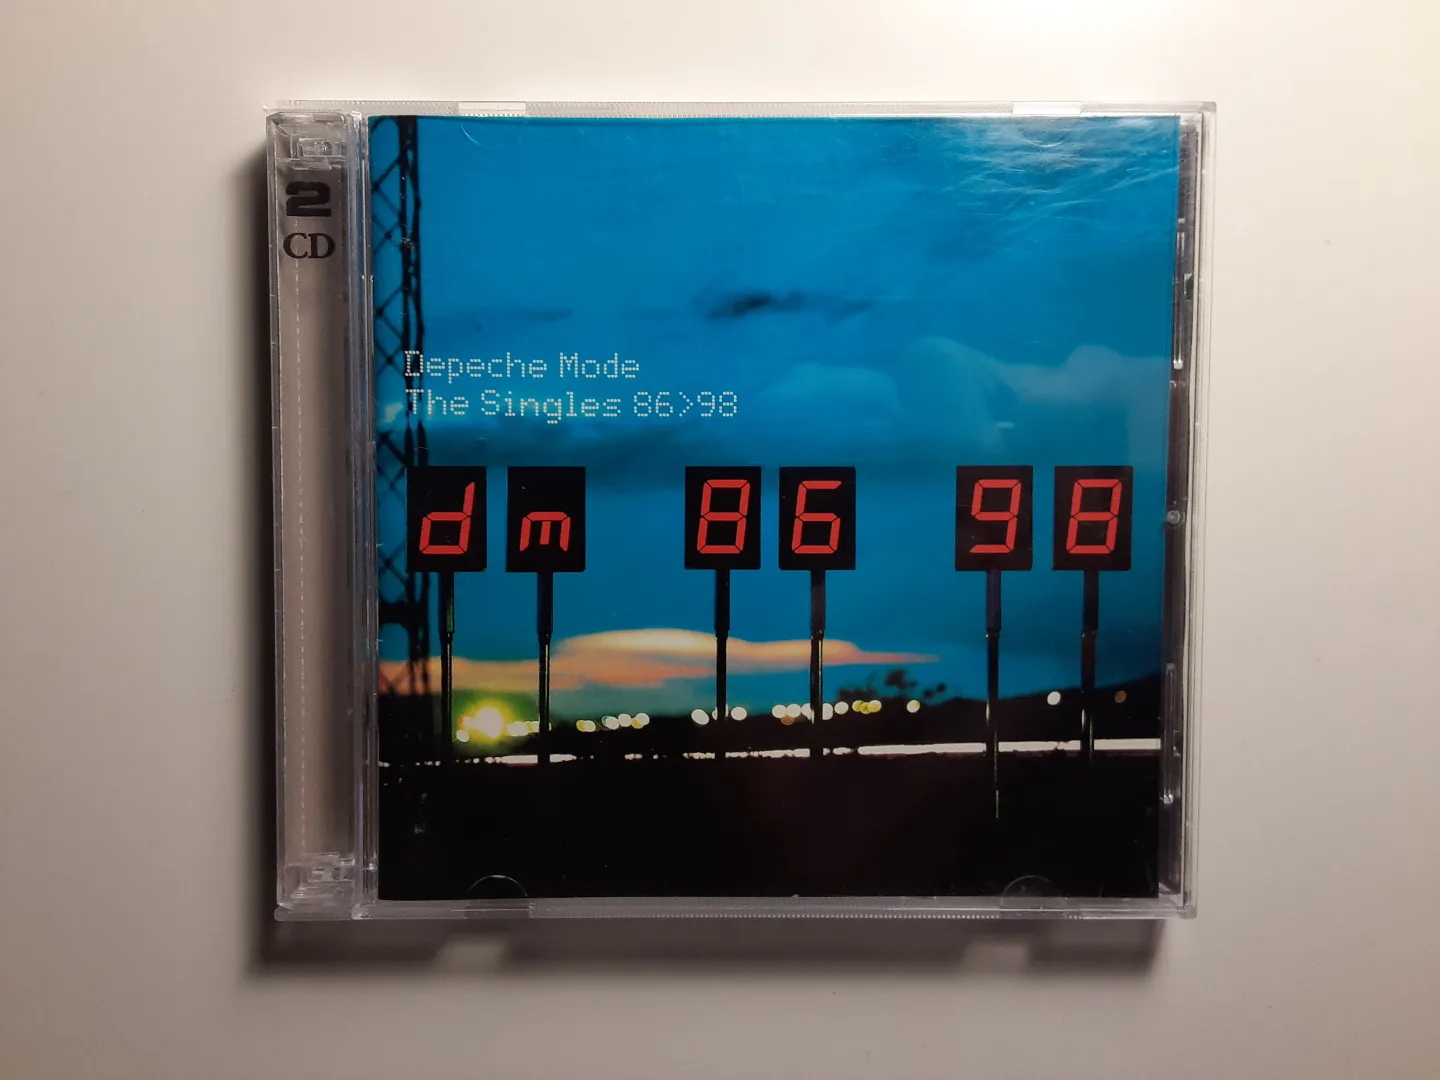 2
CD
Depeche Mode
The Singles 86>98
dm 86 98